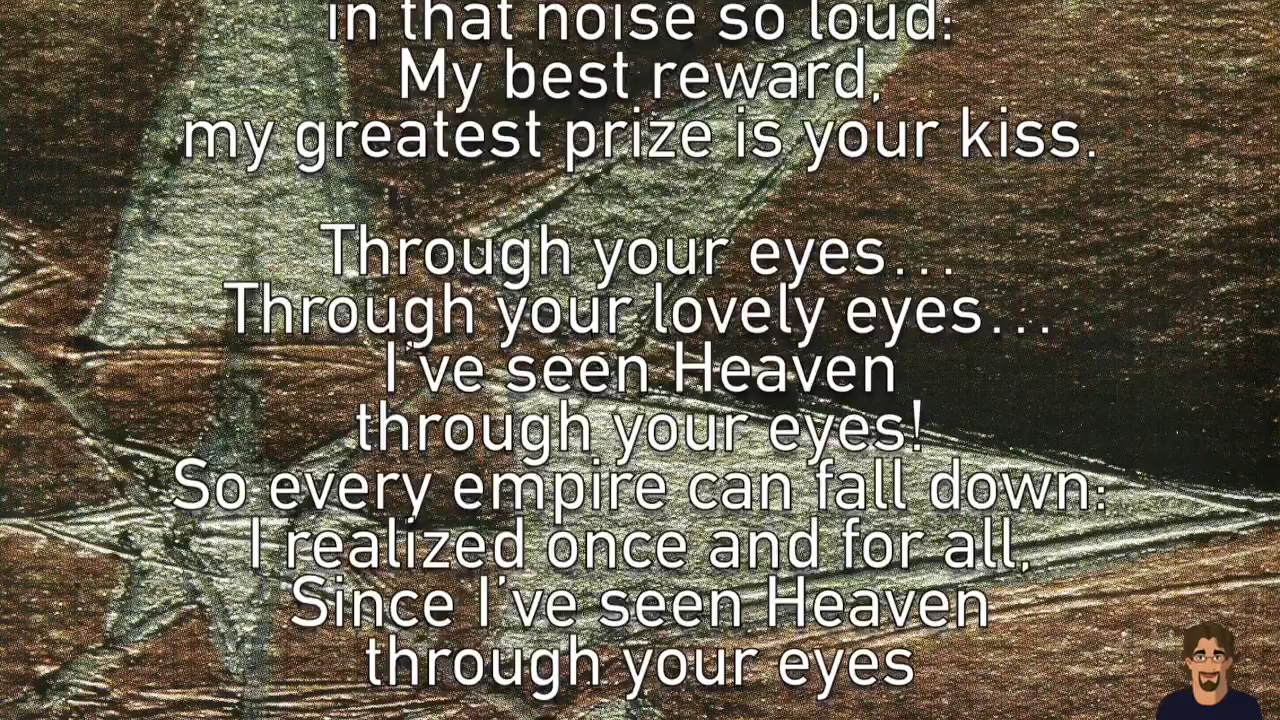 in that noise so loud:
My best reward,
my greatest prize is your kiss.
Through your eyes...
Through your lovely eyes...
I've seen Heaven
through your eyes!
So every empire can fall down:
I realized once and for all,
Since I've seen Heaven
through your eyes